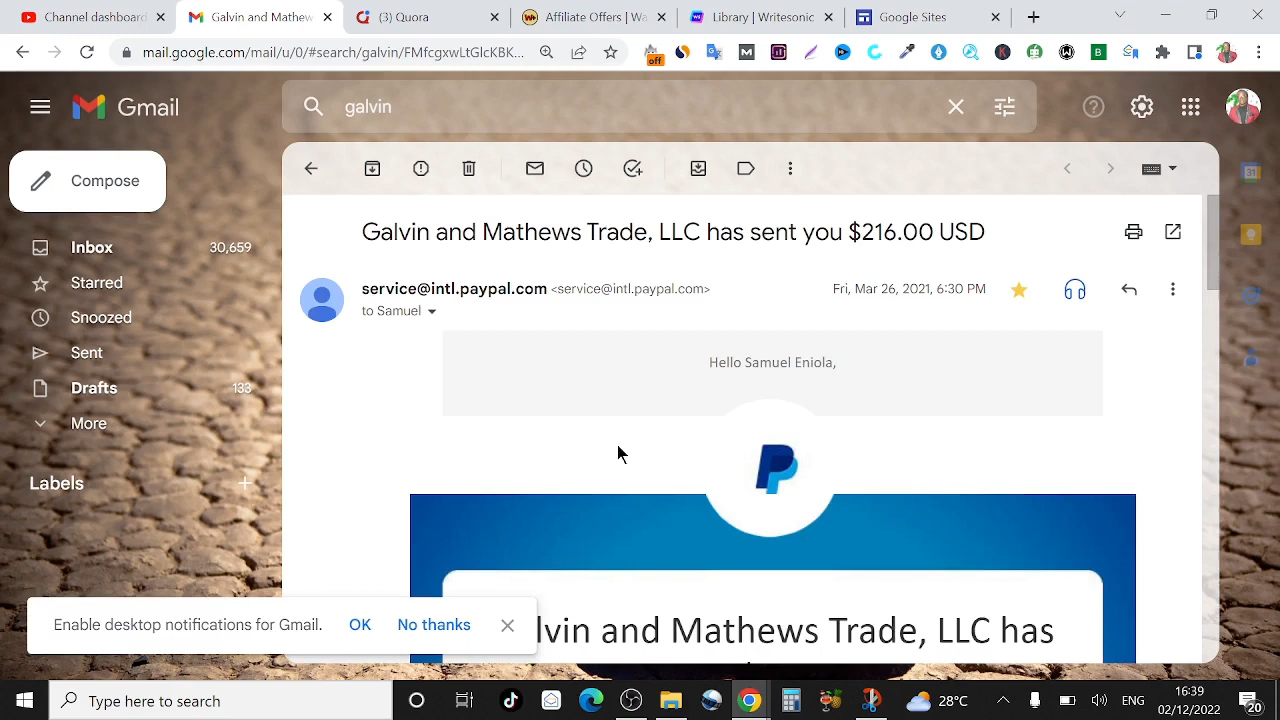 Channel dashboard
Galvin and Mathew
(3) Quora
Affiliate Offers | Wa
Library | Writesonic
Google Sites
mail.google.com/mail/u/0/#search/galvin/FMfcgxwLtGlcKBK...
off
Gmail
galvin
Compose
Inbox 30,659
Starred
Snoozed
Sent
Drafts 133
More
Labels
Galvin and Mathews Trade, LLC has sent you $216.00 USD
service@intl.paypal.com <service@intl.paypal.com>
Fri, Mar 26, 2021, 6:30 PM
to Samuel
Hello Samuel Eniola,
lvin and Mathews Trade, LLC has
Enable desktop notifications for Gmail. OK No thanks
Type here to search
28°C
ENG
16:39
02/12/2022
20